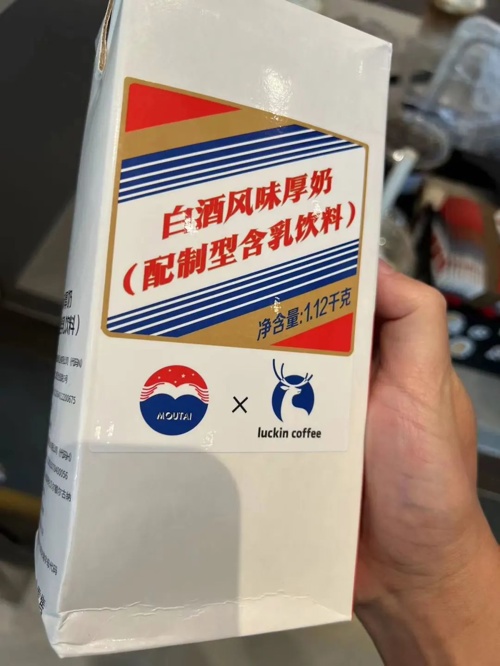 白酒风味厚奶
（配制型含乳饮料）
净含量:1.12千克
MOUTAI
×
luckin coffee